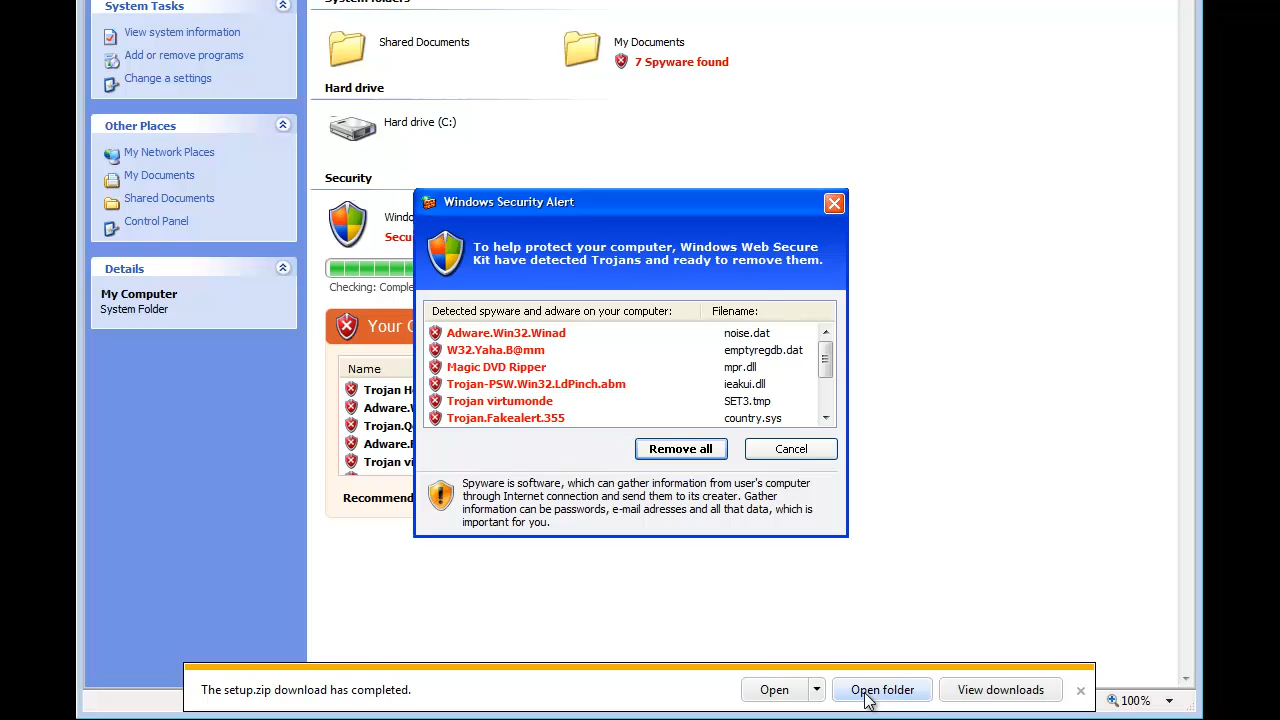 System Tasks
View system information
Add or remove programs
Change a settings
Other Places
My Network Places
My Documents
Shared Documents
Control Panel
Details
My Computer
System Folder
Shared Documents
My Documents
7 Spyware found
Hard drive
Hard drive (C:)
Security
Checking:
Name
Windows Security Alert
To help protect your computer, Windows Web Secure
Kit have detected Trojans and ready to remove them.
Detected spyware and adware on your computer: Filename:
Adware.Win32.Winad noise.dat
W32.Yaha.B@mm emptyregdb.dat
Magic DVD Ripper mpr.dll
Trojan-PSW.Win32.LdPinch.abm ieakui.dll
Trojan virtumonde SET3.tmp
Trojan.Fakealert.355 country.sys
Remove all Cancel
Spyware is software, which can gather information from user's computer
through Internet connection and send them to its creater. Gather
information can be passwords, e-mail adresses and all that data, which is
important for you.
The setup.zip download has completed.
Open Open folder View downloads
100%